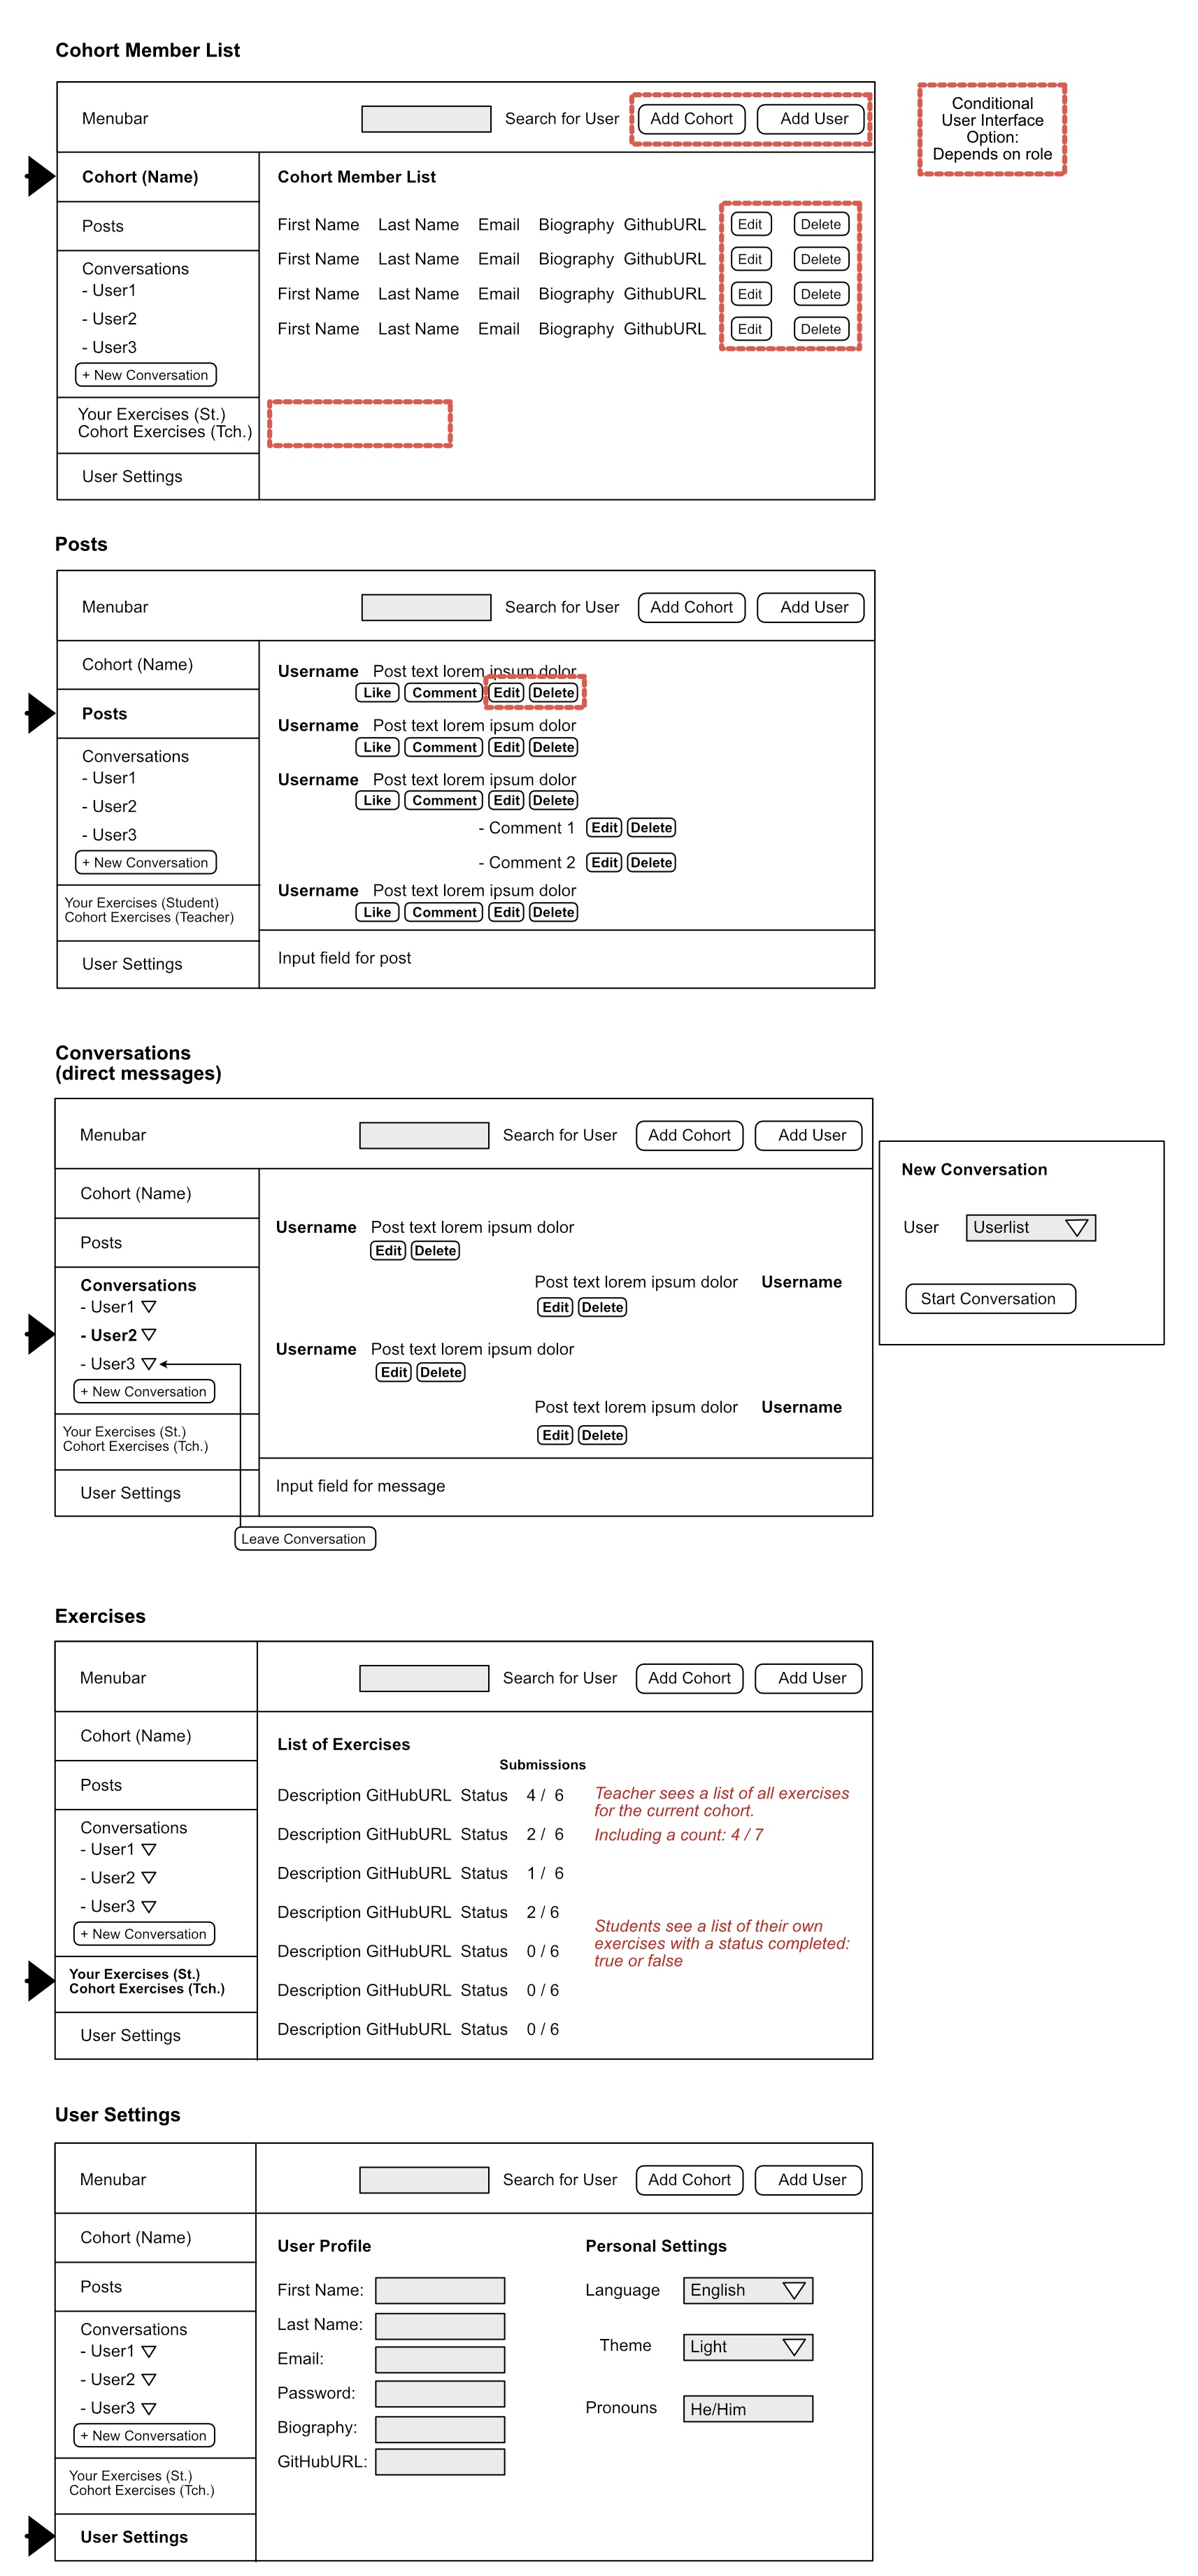 Cohort Member List
Menubar Search for User Add Cohort Add User
Conditional
User Interface
Option:
Depends on role
Cohort (Name)
Posts
Conversations
- User1
- User2
- User3
+ New Conversation
Your Exercises (St.)
Cohort Exercises (Tch.)
User Settings
Cohort Member List
First Name Last Name Email Biography GithubURL Edit Delete
First Name Last Name Email Biography GithubURL Edit Delete
First Name Last Name Email Biography GithubURL Edit Delete
First Name Last Name Email Biography GithubURL Edit Delete
Posts
Menubar Search for User Add Cohort Add User
Cohort (Name)
Posts
Conversations
- User1
- User2
- User3
+ New Conversation
Your Exercises (Student)
Cohort Exercises (Teacher)
User Settings
Username Post text lorem ipsum dolor
Like Comment Edit Delete
Username Post text lorem ipsum dolor
Like Comment Edit Delete
Username Post text lorem ipsum dolor
Like Comment Edit Delete
- Comment 1 Edit Delete
- Comment 2 Edit Delete
Username Post text lorem ipsum dolor
Like Comment Edit Delete
Input field for post
Conversations
(direct messages)
Menubar Search for User Add Cohort Add User
Cohort (Name)
Posts
Conversations
- User1
- User2
- User3
+ New Conversation
Your Exercises (St.)
Cohort Exercises (Tch.)
User Settings
Leave Conversation
Username Post text lorem ipsum dolor
Edit Delete
Post text lorem ipsum dolor Username
Edit Delete
Username Post text lorem ipsum dolor
Edit Delete
Post text lorem ipsum dolor Username
Edit Delete
Input field for message
New Conversation
User Userlist
Start Conversation
Exercises
Menubar Search for User Add Cohort Add User
Cohort (Name)
Posts
Conversations
- User1
- User2
- User3
+ New Conversation
Your Exercises (St.)
Cohort Exercises (Tch.)
User Settings
List of Exercises
Submissions
Description GitHubURL Status 4 / 6
Description GitHubURL Status 2 / 6
Description GitHubURL Status 1 / 6
Description GitHubURL Status 2 / 6
Description GitHubURL Status 0 / 6
Description GitHubURL Status 0 / 6
Description GitHubURL Status 0 / 6
Teacher sees a list of all exercises
for the current cohort.
Including a count: 4 / 7
Students see a list of their own
exercises with a status completed:
true or false
User Settings
Menubar Search for User Add Cohort Add User
Cohort (Name)
Posts
Conversations
- User1
- User2
- User3
+ New Conversation
Your Exercises (St.)
Cohort Exercises (Tch.)
User Settings
User Profile
First Name:
Last Name:
Email:
Password:
Biography:
GitHubURL:
Personal Settings
Language English
Theme Light
Pronouns He/Him